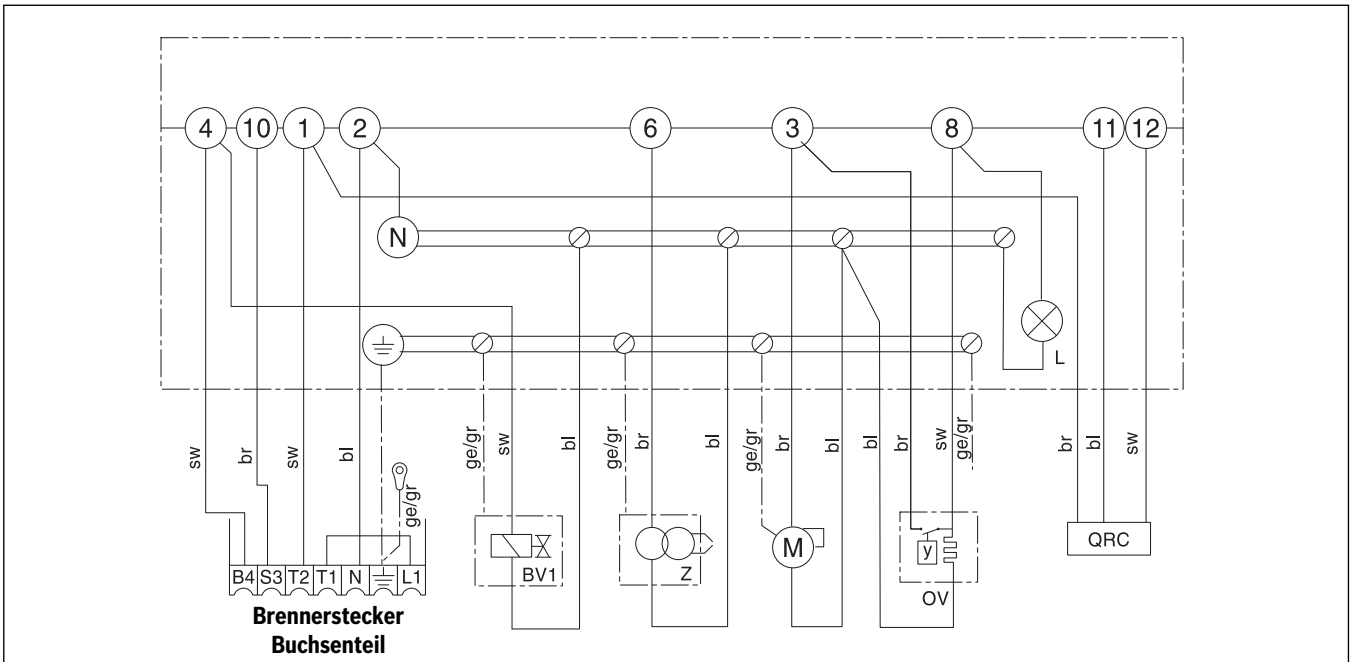 4 10 1 2 6 3 8 11 12
N
L
sw br sw bl ge/gr ge/gr sw bl ge/gr br bl ge/gr br bl bl br sw ge/gr br bl sw
M y QRC
BV1 Z
OV
B4 S3 T2 T1 N L1
Brennerstecker
Buchsenteil